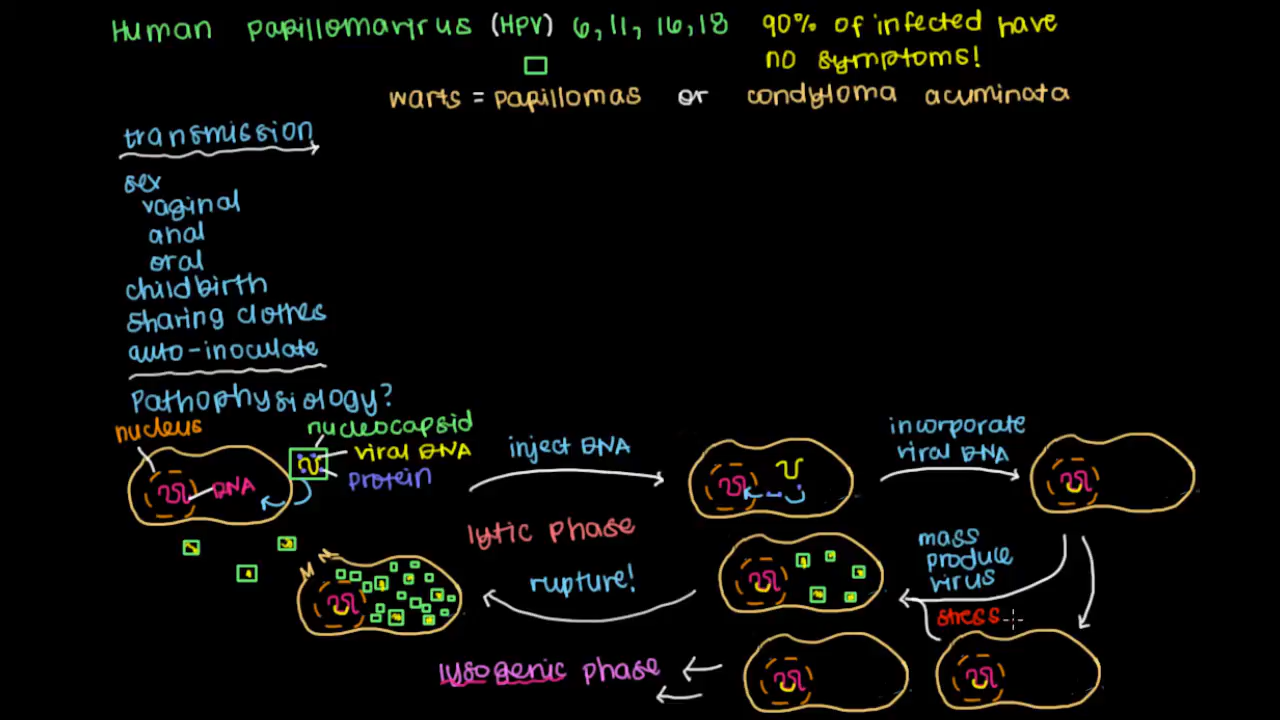 Human papillomavirus (HPV) 6, 11, 16, 18 90% of infected have
no symptoms!
warts = papillomas or condyloma acuminata
transmission
sex
vaginal
anal
oral
childbirth
sharing clothes
auto-inoculate
Pathophysiology?
nucleus
nucleocapsid
viral DNA
protein
DNA
inject DNA
incorporate
viral DNA
lytic phase
mass
produce
virus
rupture!
stress
lysogenic phase